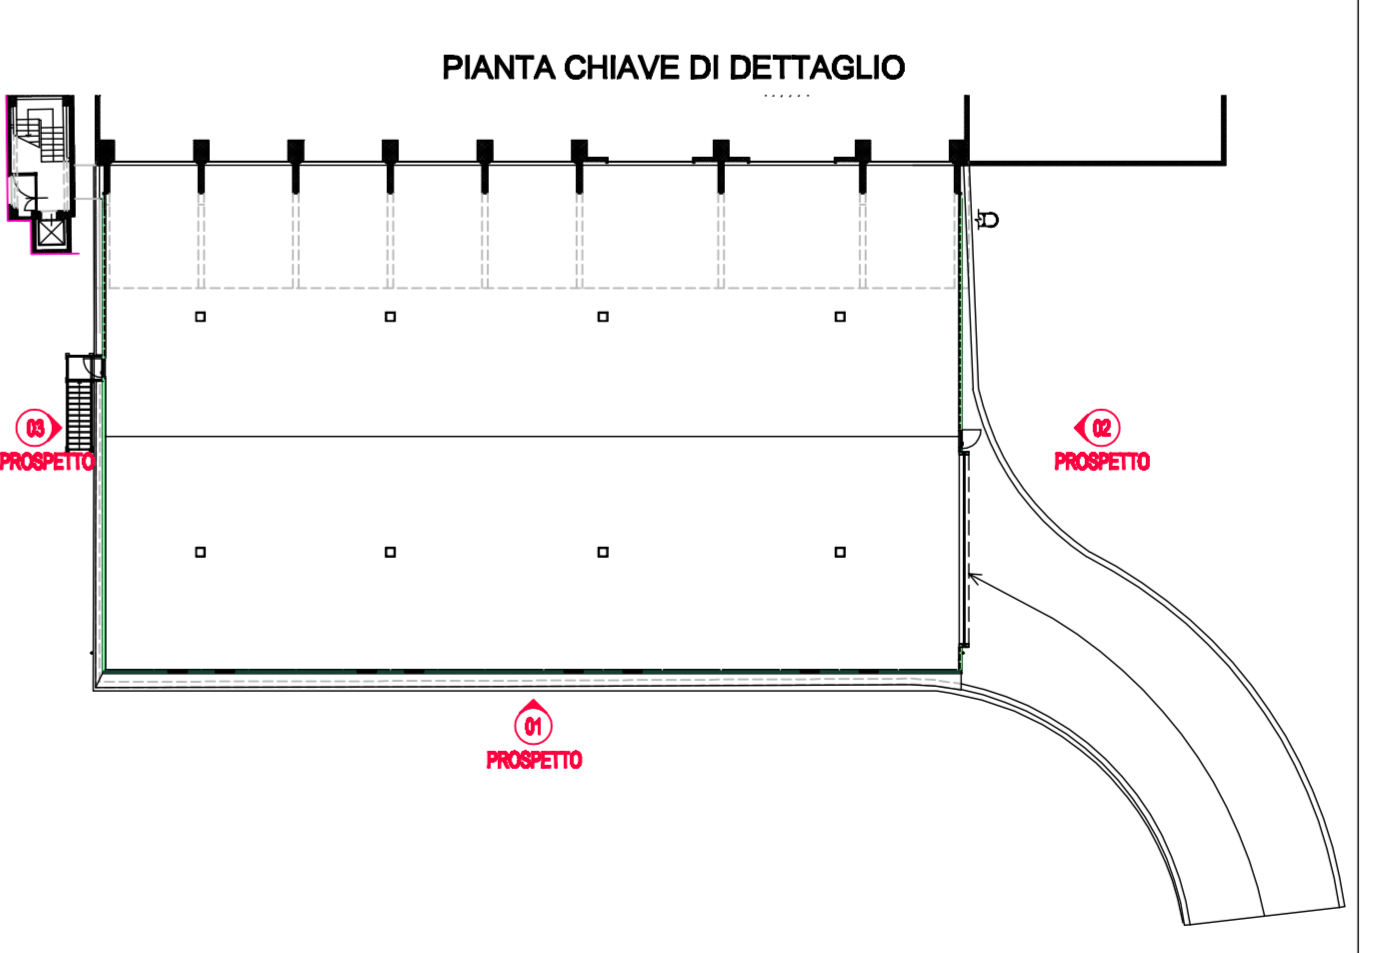 PIANTA CHIAVE DI DETTAGLIO
03
PROSPETTO
02
PROSPETTO
01
PROSPETTO